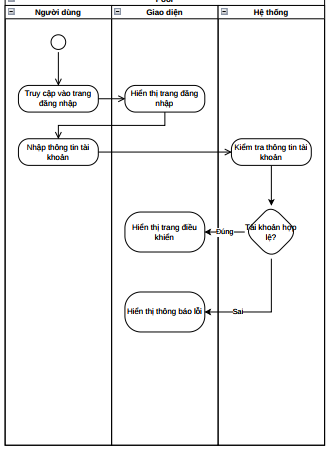 Pool
Người dùng
Giao diện
Hệ thống
Truy cập vào trang
đăng nhập
Hiển thị trang đăng
nhập
Nhập thông tin tài
khoản
Kiểm tra thông tin tài
khoản
Hiển thị trang điều
khiển
Đúng
Tài khoản hợp
lệ?
Hiển thị thông báo lỗi
Sai